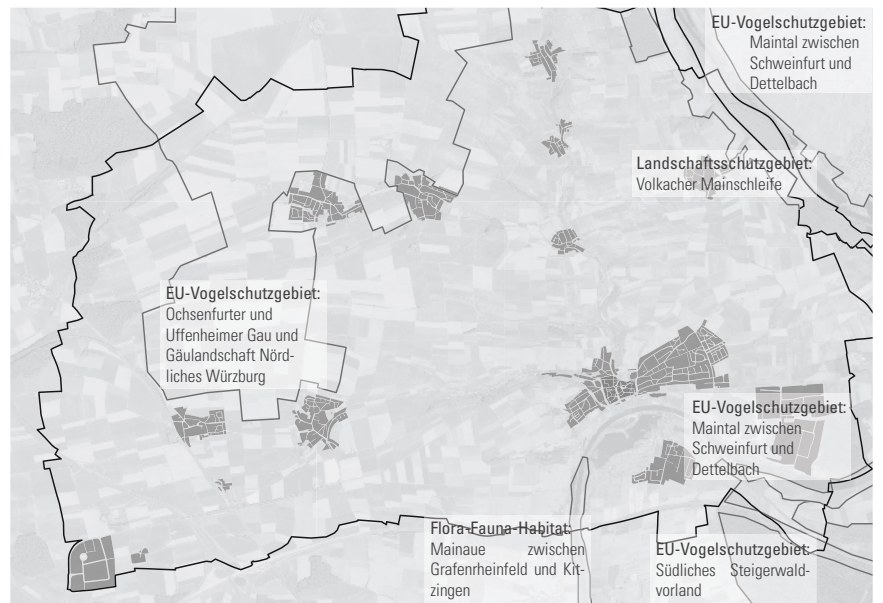 EU-Vogelschutzgebiet:
Maintal zwischen
Schweinfurt und
Dettelbach
Landschaftsschutzgebiet:
Volkacher Mainschleife
EU-Vogelschutzgebiet:
Ochsenfurter und
Uffenheimer Gau und
Gäulandschaft Nörd-
liches Würzburg
EU-Vogelschutzgebiet:
Maintal zwischen
Schweinfurt und
Dettelbach
Flora-Fauna-Habitat:
Mainaue zwischen
Grafenrheinfeld und Kit-
zingen
EU-Vogelschutzgebiet:
Südliches Steigerwald-
vorland